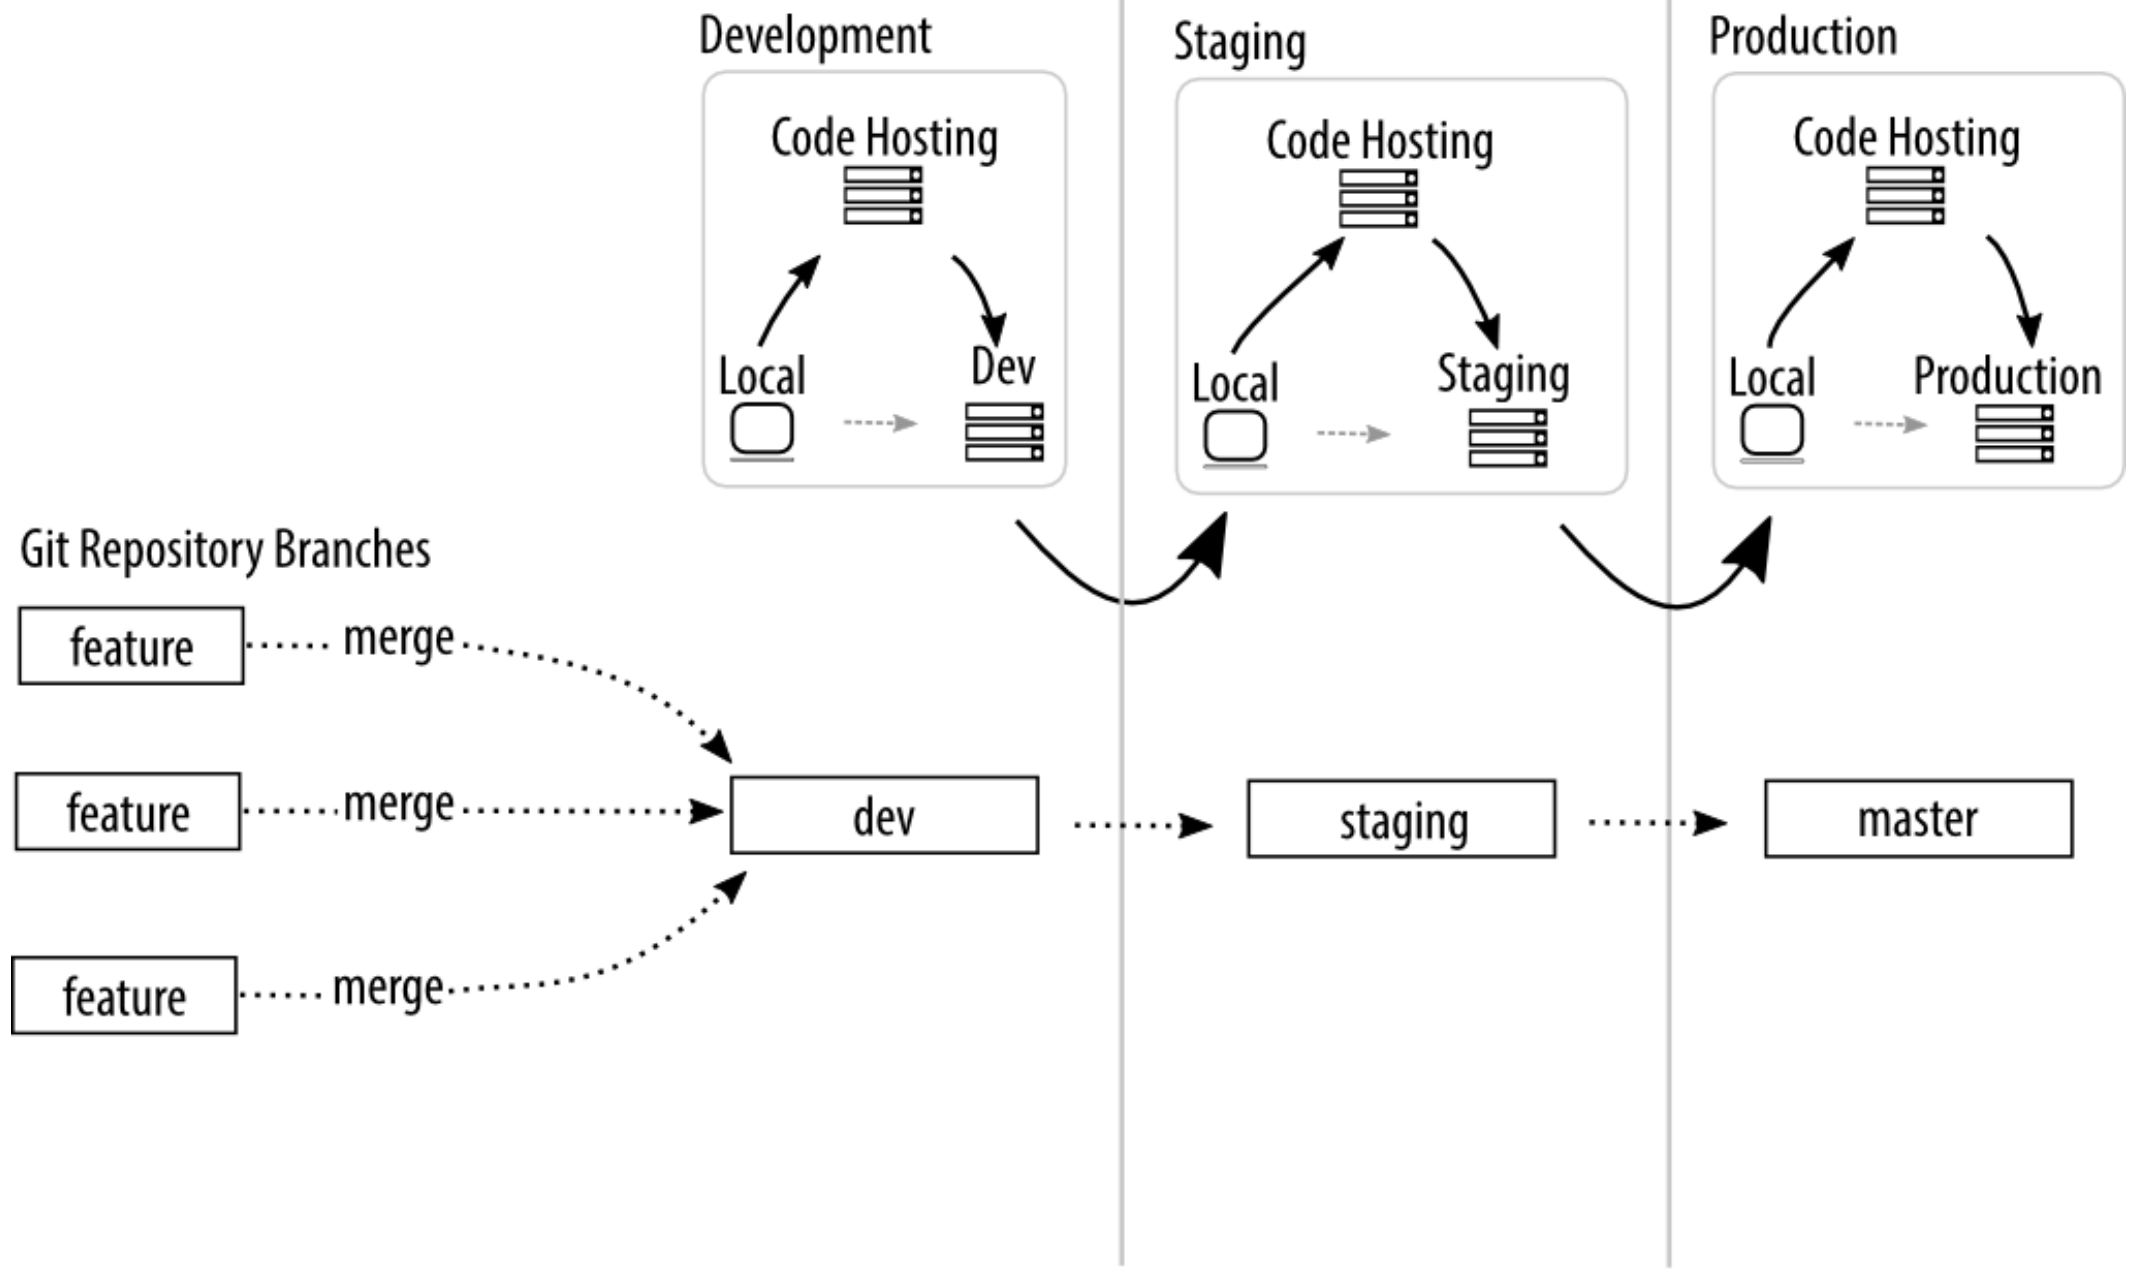 Development
Code Hosting
Local
Dev
Staging
Code Hosting
Local
Staging
Production
Code Hosting
Local
Production
Git Repository Branches
feature
merge
feature
merge
feature
merge
dev
staging
master